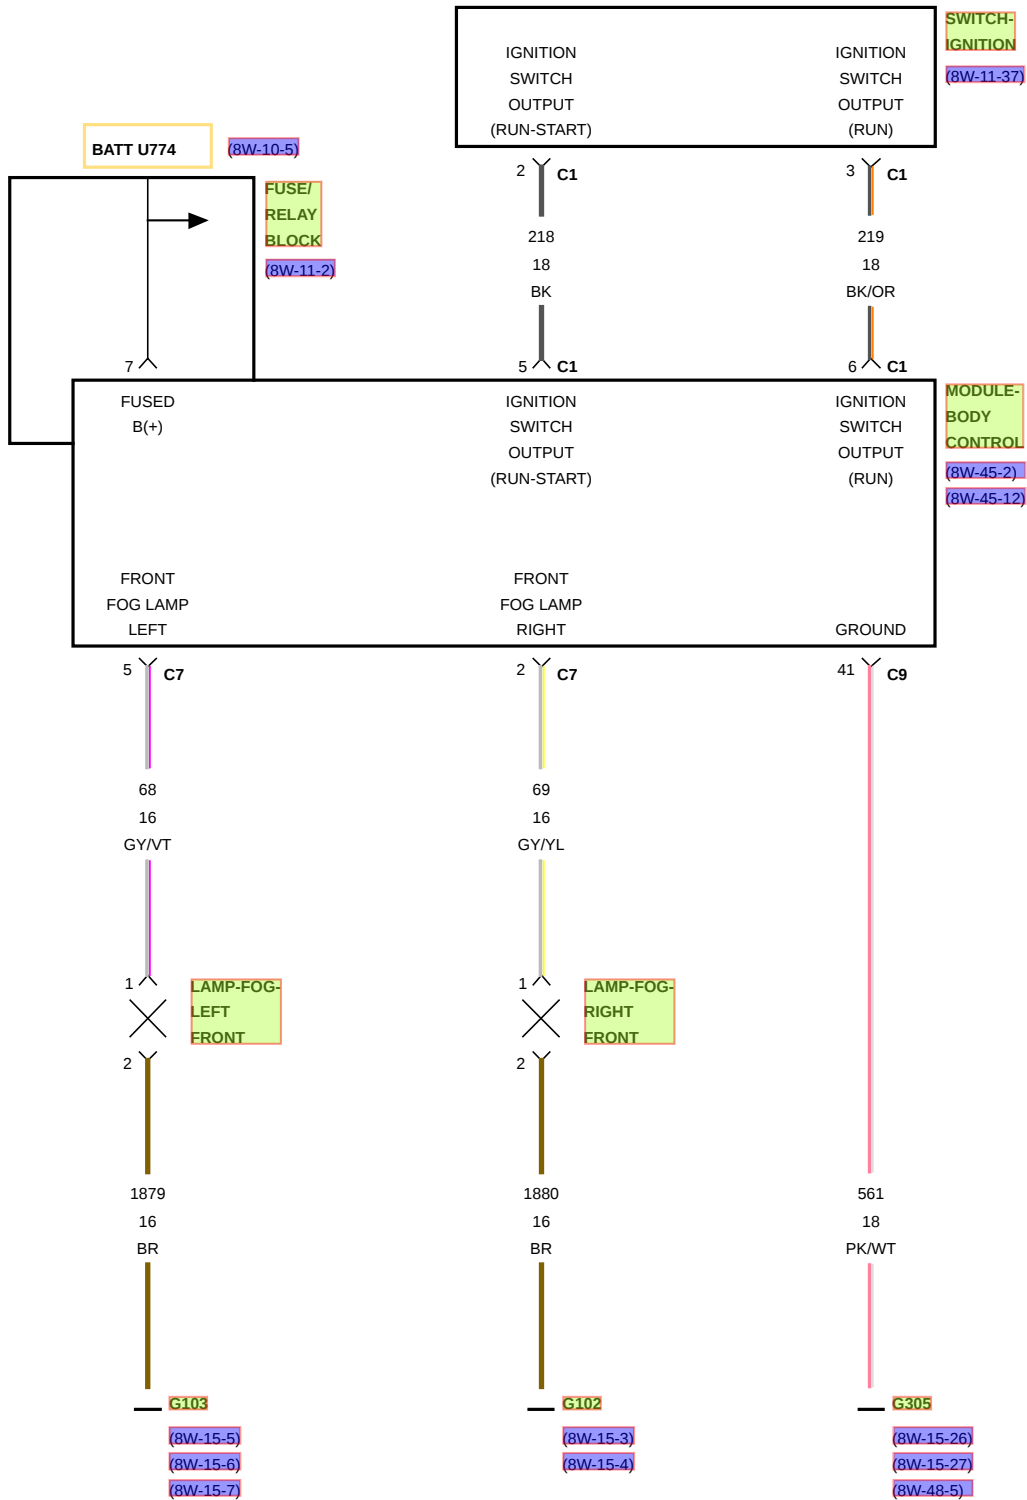 SWITCH-
IGNITION
(8W-11-37)
IGNITION
SWITCH
OUTPUT
(RUN-START)
IGNITION
SWITCH
OUTPUT
(RUN)
BATT U774
(8W-10-5)
FUSE/
RELAY
BLOCK
(8W-11-2)
2 C1
3 C1
218
18
BK
219
18
BK/OR
7
5 C1
6 C1
FUSED
B(+)
IGNITION
SWITCH
OUTPUT
(RUN-START)
IGNITION
SWITCH
OUTPUT
(RUN)
MODULE-
BODY
CONTROL
(8W-45-2)
(8W-45-12)
FRONT
FOG LAMP
LEFT
FRONT
FOG LAMP
RIGHT
GROUND
5 C7
2 C7
41 C9
68
16
GY/VT
69
16
GY/YL
1
LAMP-FOG-
LEFT
FRONT
2
1
LAMP-FOG-
RIGHT
FRONT
2
1879
16
BR
1880
16
BR
561
18
PK/WT
G103
(8W-15-5)
(8W-15-6)
(8W-15-7)
G102
(8W-15-3)
(8W-15-4)
G305
(8W-15-26)
(8W-15-27)
(8W-48-5)